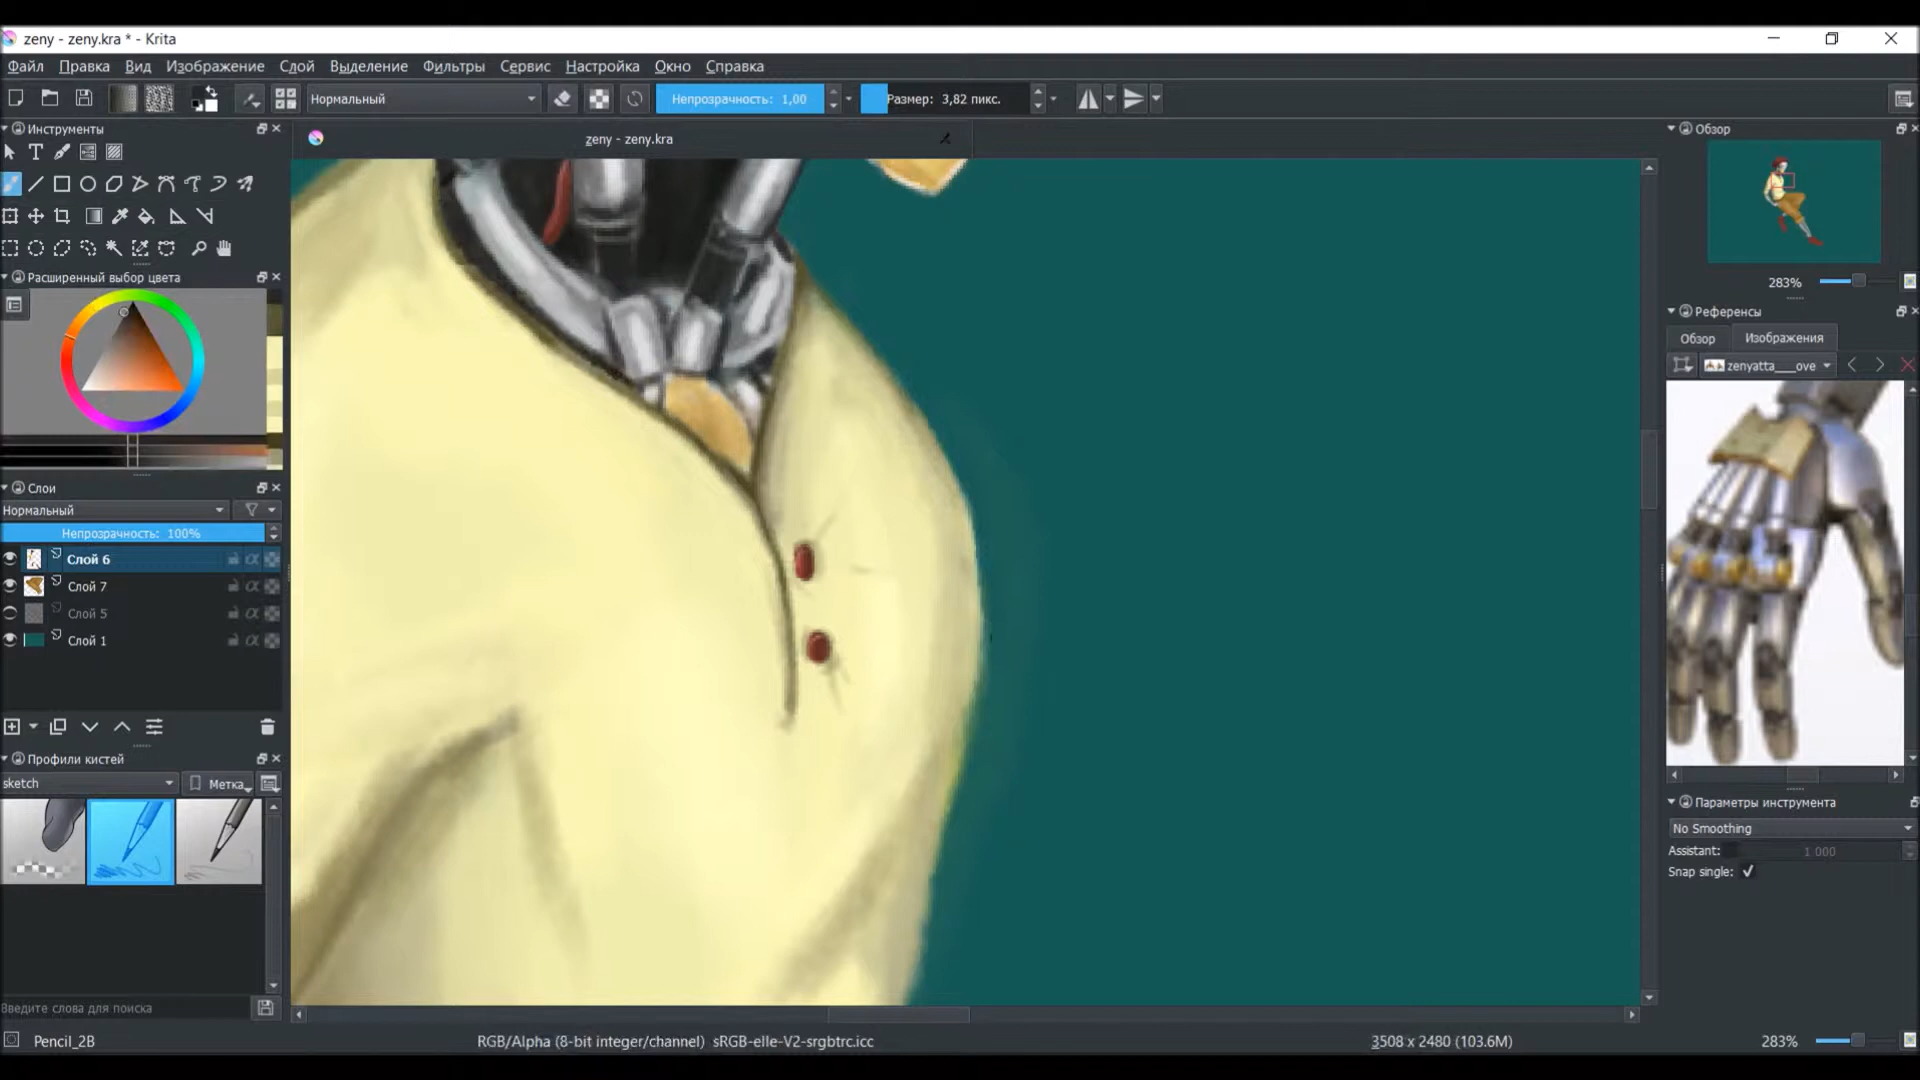 zeny - zeny.kra * - Krita
Файл Правка Вид Изображение Слой Выделение Фильтры Сервис Настройка Окно Справка
Нормальный
Непрозрачность: 1,00
Размер: 3,82 пикс.
Инструменты
zeny - zeny.kra
Обзор
Расширенный выбор цвета
283%
Референсы
Обзор Изображения
zenyatta___ove
Слои
Нормальный
Непрозрачность: 100%
Слой 6
Слой 7
Слой 5
Слой 1
Профили кистей
sketch
Метка
Параметры инструмента
No Smoothing
Assistant: 1 000
Snap single:
Введите слова для поиска
Pencil_2B
RGB/Alpha (8-bit integer/channel) sRGB-elle-V2-srgbtrc.icc
3508 x 2480 (103.6M)
283%